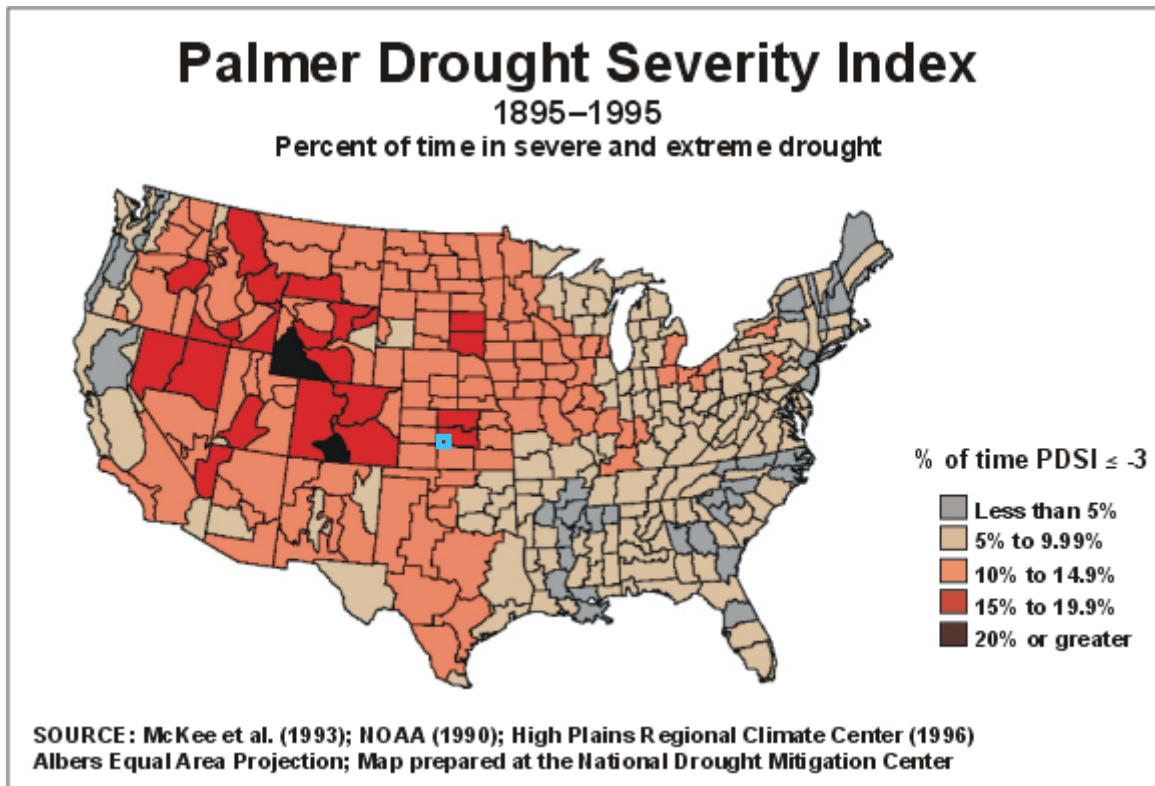 Palmer Drought Severity Index
1895–1995
Percent of time in severe and extreme drought
% of time PDSI ≤ -3
Less than 5%
5% to 9.99%
10% to 14.9%
15% to 19.9%
20% or greater
SOURCE: McKee et al. (1993); NOAA (1990); High Plains Regional Climate Center (1996)
Albers Equal Area Projection; Map prepared at the National Drought Mitigation Center